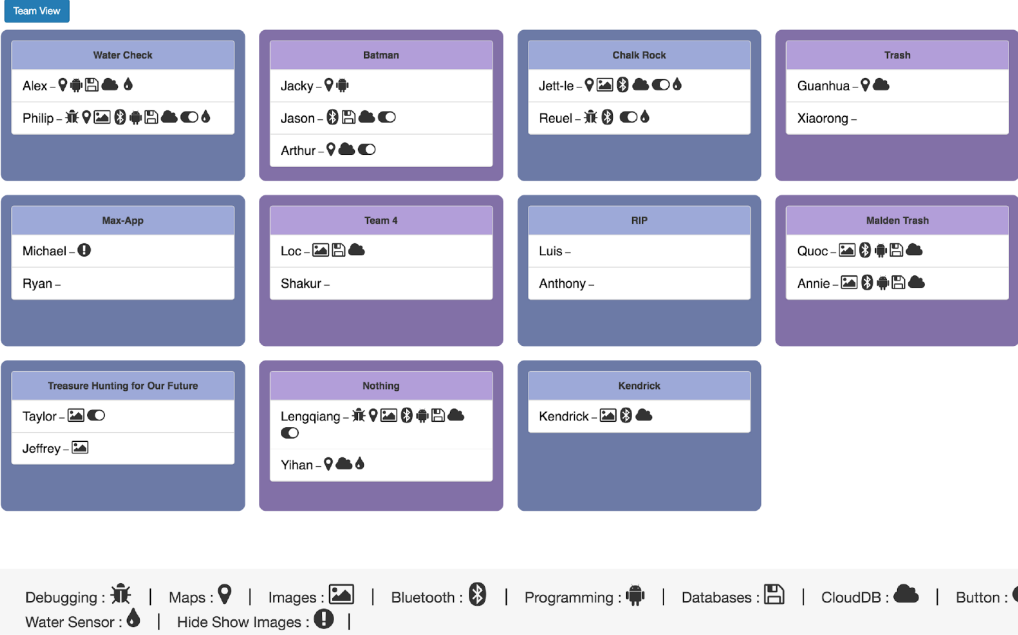 Team View
Water Check
Alex –
Philip –
Batman
Jacky –
Jason –
Arthur –
Chalk Rock
Jett-le –
Reuel –
Trash
Guanhua –
Xiaorong –
Max-App
Michael –
Ryan –
Team 4
Loc –
Shakur –
RIP
Luis –
Anthony –
Malden Trash
Quoc –
Annie –
Treasure Hunting for Our Future
Taylor –
Jeffrey –
Nothing
Lengqiang –
Yihan –
Kendrick
Kendrick –
Debugging : | Maps : | Images : | Bluetooth : | Programming : | Databases : | CloudDB : | Button :
Water Sensor : | Hide Show Images : |